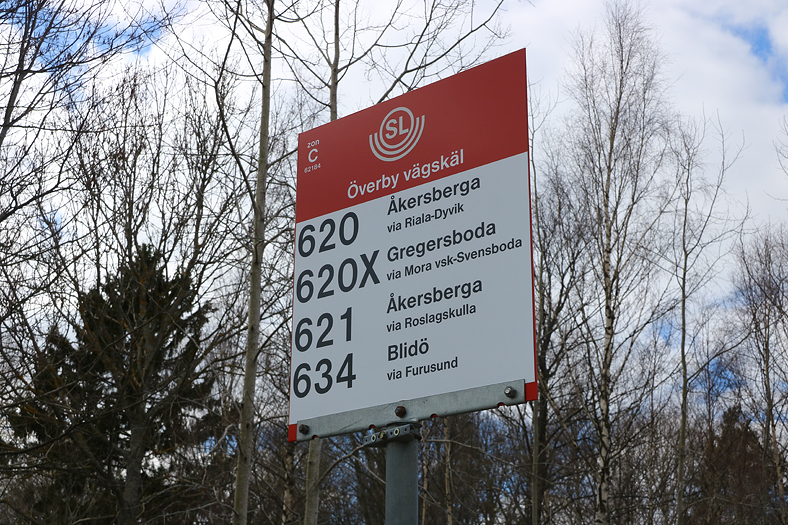 zon
C
62184
SL
Överby vägskäl
620 Åkersberga
via Riala-Dyvik
620X Gregersboda
via Mora vsk-Svensboda
621 Åkersberga
via Roslagskulla
634 Blidö
via Furusund